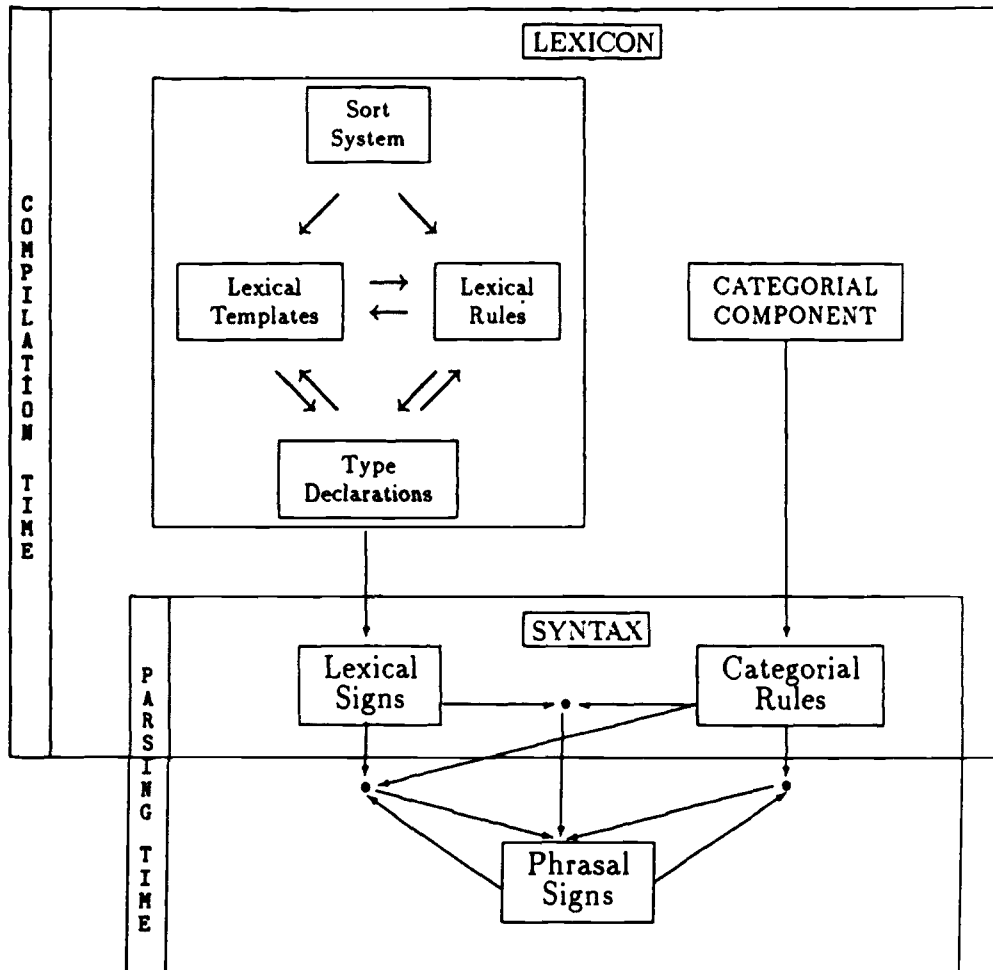 LEXICON
Sort
System
COMPILATION TIME
Lexical
Templates
Lexical
Rules
CATEGORIAL
COMPONENT
Type
Declarations
SYNTAX
Lexical
Signs
Categorial
Rules
PARSING TIME
Phrasal
Signs